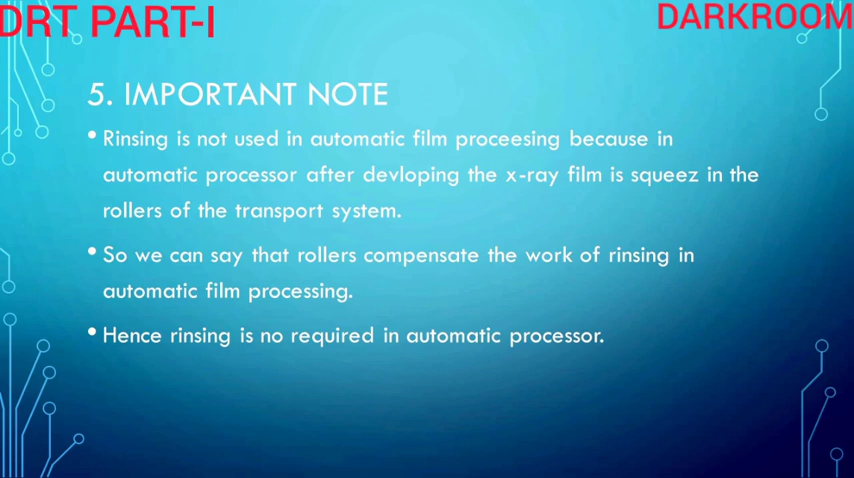 DRT PART-I
DARKROOM
5. IMPORTANT NOTE
• Rinsing is not used in automatic film proceesing because in
automatic processor after devloping the x-ray film is squeez in the
rollers of the transport system.
• So we can say that rollers compensate the work of rinsing in
automatic film processing.
• Hence rinsing is no required in automatic processor.